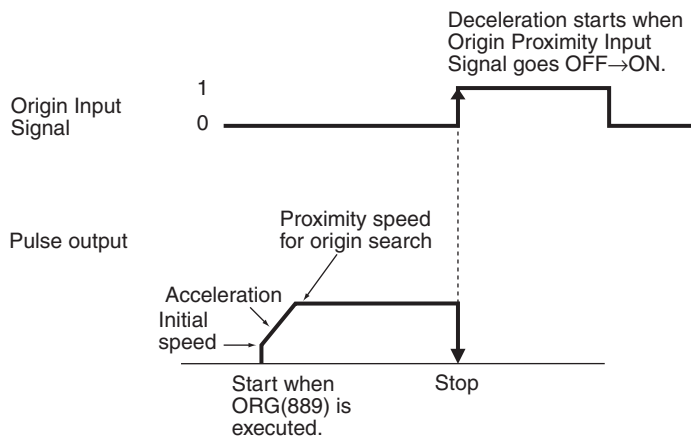 Deceleration starts when
Origin Proximity Input
Signal goes OFF→ON.
Origin Input
Signal
1
0
Pulse output
Proximity speed
for origin search
Acceleration
Initial
speed
Start when
ORG(889) is
executed.
Stop